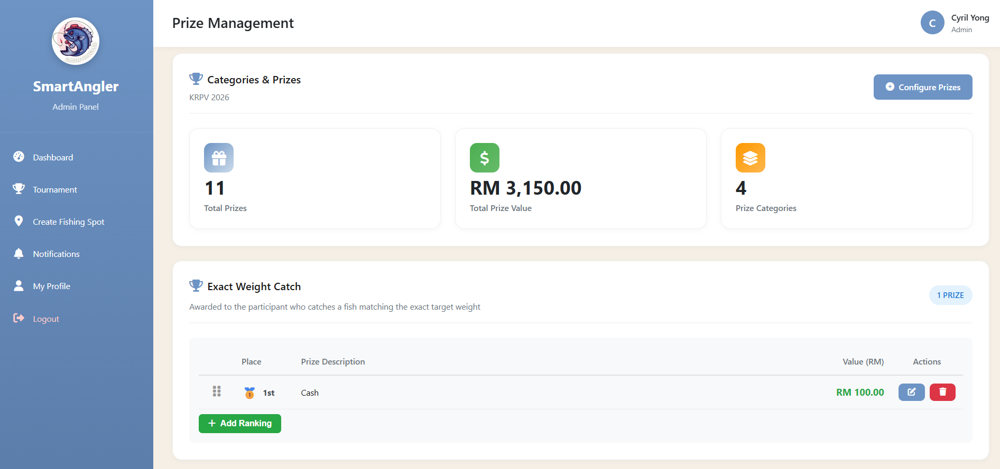 SMARTANGLER
SmartAngler
Admin Panel
Dashboard
Tournament
Create Fishing Spot
Notifications
My Profile
Logout
Prize Management
C
Cyril Yong
Admin
Categories & Prizes
KRPV 2026
Configure Prizes
11
Total Prizes
$
RM 3,150.00
Total Prize Value
4
Prize Categories
Exact Weight Catch
Awarded to the participant who catches a fish matching the exact target weight
1 PRIZE
Place Prize Description Value (RM) Actions
1 1st Cash RM 100.00
+ Add Ranking